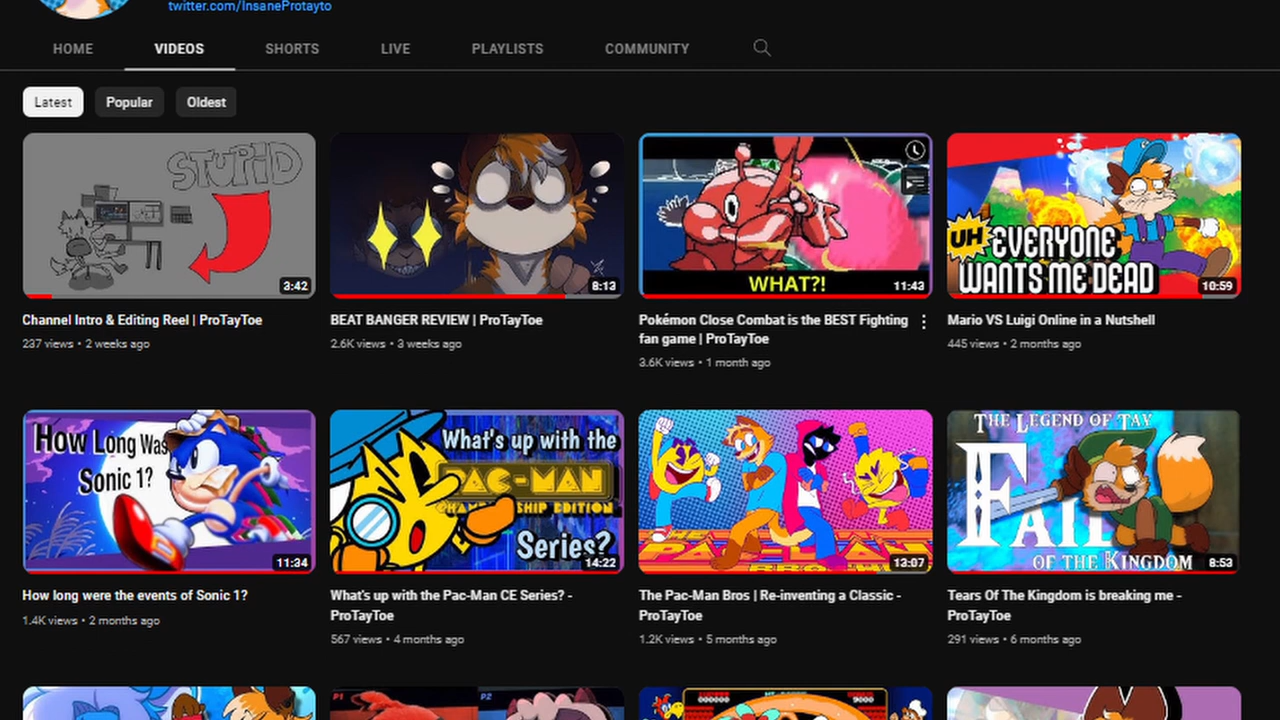 twitter.com/InsaneProtayto
HOME VIDEOS SHORTS LIVE PLAYLISTS COMMUNITY
Latest Popular Oldest
STUPID
3:42
8:13
WHAT?!
11:43
UH EVERYONE
WANTS ME DEAD
10:59
Channel Intro & Editing Reel | ProTayToe
237 views • 2 weeks ago
BEAT BANGER REVIEW | ProTayToe
2.6K views • 3 weeks ago
Pokémon Close Combat is the BEST Fighting
fan game | ProTayToe
3.6K views • 1 month ago
Mario VS Luigi Online in a Nutshell
445 views • 2 months ago
How Long Was
Sonic 1?
11:34
What's up with the
PAC-MAN
Series?
14:22
13:07
THE LEGEND OF TAY
FAIL
OF THE KINGDOM
8:53
How long were the events of Sonic 1?
1.4K views • 2 months ago
What's up with the Pac-Man CE Series? -
ProTayToe
567 views • 4 months ago
The Pac-Man Bros | Re-inventing a Classic -
ProTayToe
1.2K views • 5 months ago
Tears Of The Kingdom is breaking me -
ProTayToe
291 views • 6 months ago
P1 P2